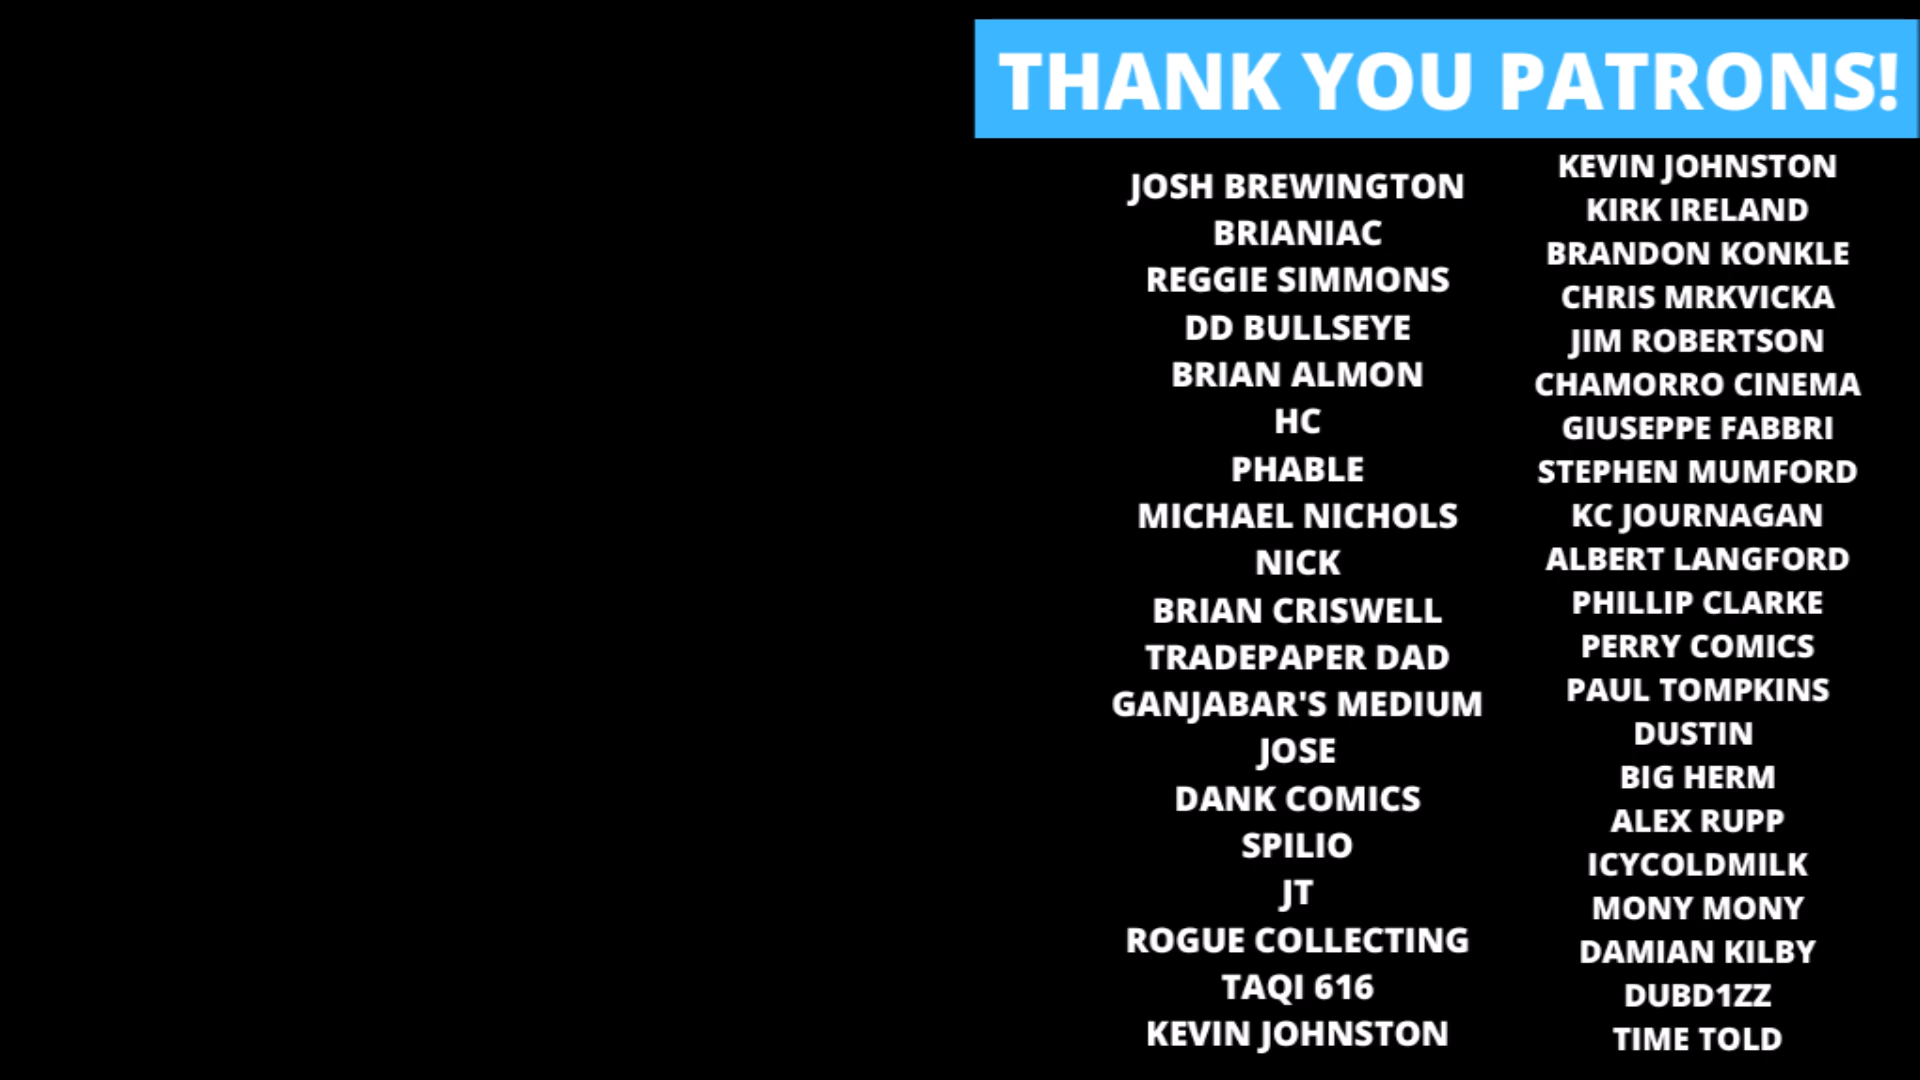 THANK YOU PATRONS!
JOSH BREWINGTON
BRIANIAC
REGGIE SIMMONS
DD BULLSEYE
BRIAN ALMON
HC
PHABLE
MICHAEL NICHOLS
NICK
BRIAN CRISWELL
TRADEPAPER DAD
GANJABAR'S MEDIUM
JOSE
DANK COMICS
SPILIO
JT
ROGUE COLLECTING
TAQI 616
KEVIN JOHNSTON
KEVIN JOHNSTON
KIRK IRELAND
BRANDON KONKLE
CHRIS MRKVICKA
JIM ROBERTSON
CHAMORRO CINEMA
GIUSEPPE FABBRI
STEPHEN MUMFORD
KC JOURNAGAN
ALBERT LANGFORD
PHILLIP CLARKE
PERRY COMICS
PAUL TOMPKINS
DUSTIN
BIG HERM
ALEX RUPP
ICYCOLDMILK
MONY MONY
DAMIAN KILBY
DUBD1ZZ
TIME TOLD